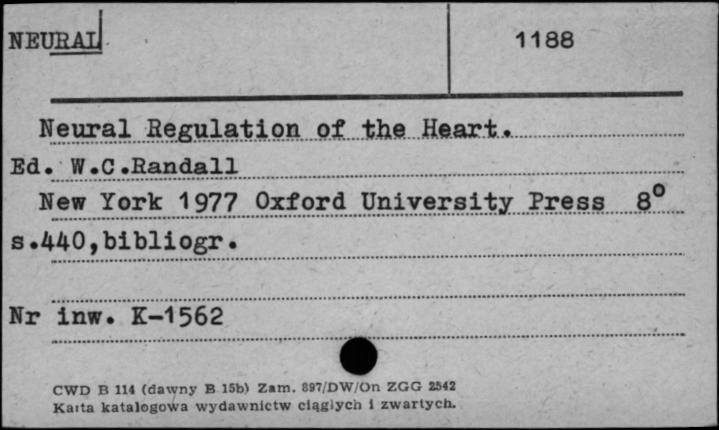 NEURAL 1188
Neural Regulation of the Heart.
Ed. W.C.Randall
New York 1977 Oxford University Press 8°
s.440,bibliogr.
Nr inw. K-1562
CWD B 114 (dawny B 15b) Zam. 897/DW/On ZGG 2542
Karta katalogowa wydawnictw ciągłych i zwartych.